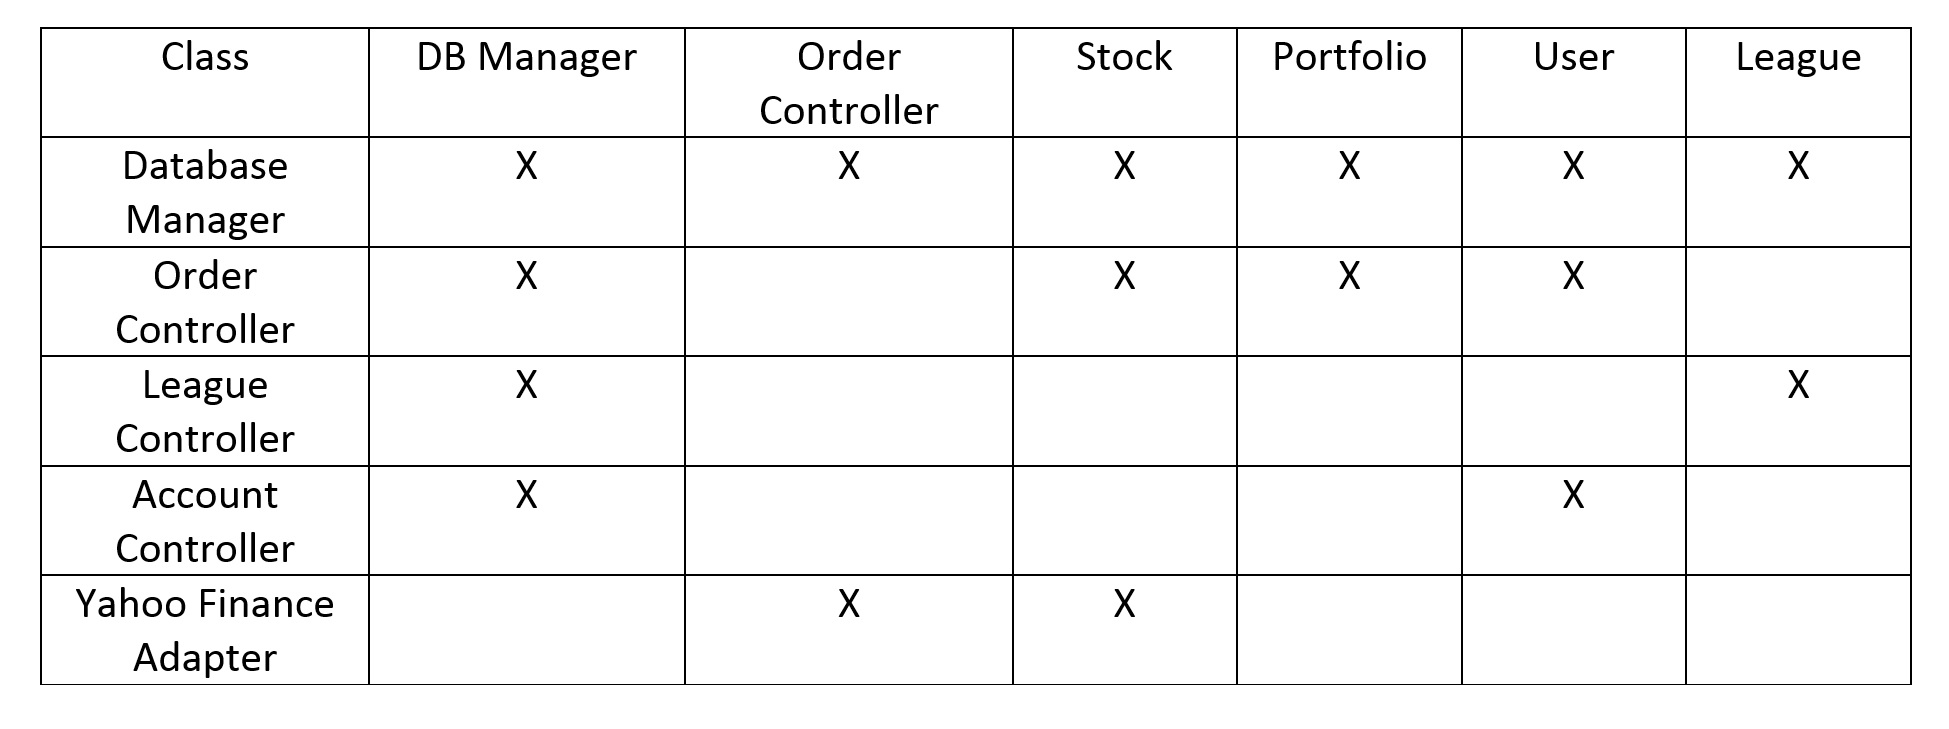 Class DB Manager Order Stock Portfolio User League
Controller
Database X X X X X X
Manager
Order X X X X
Controller
League X X
Controller
Account X X
Controller
Yahoo Finance X X
Adapter